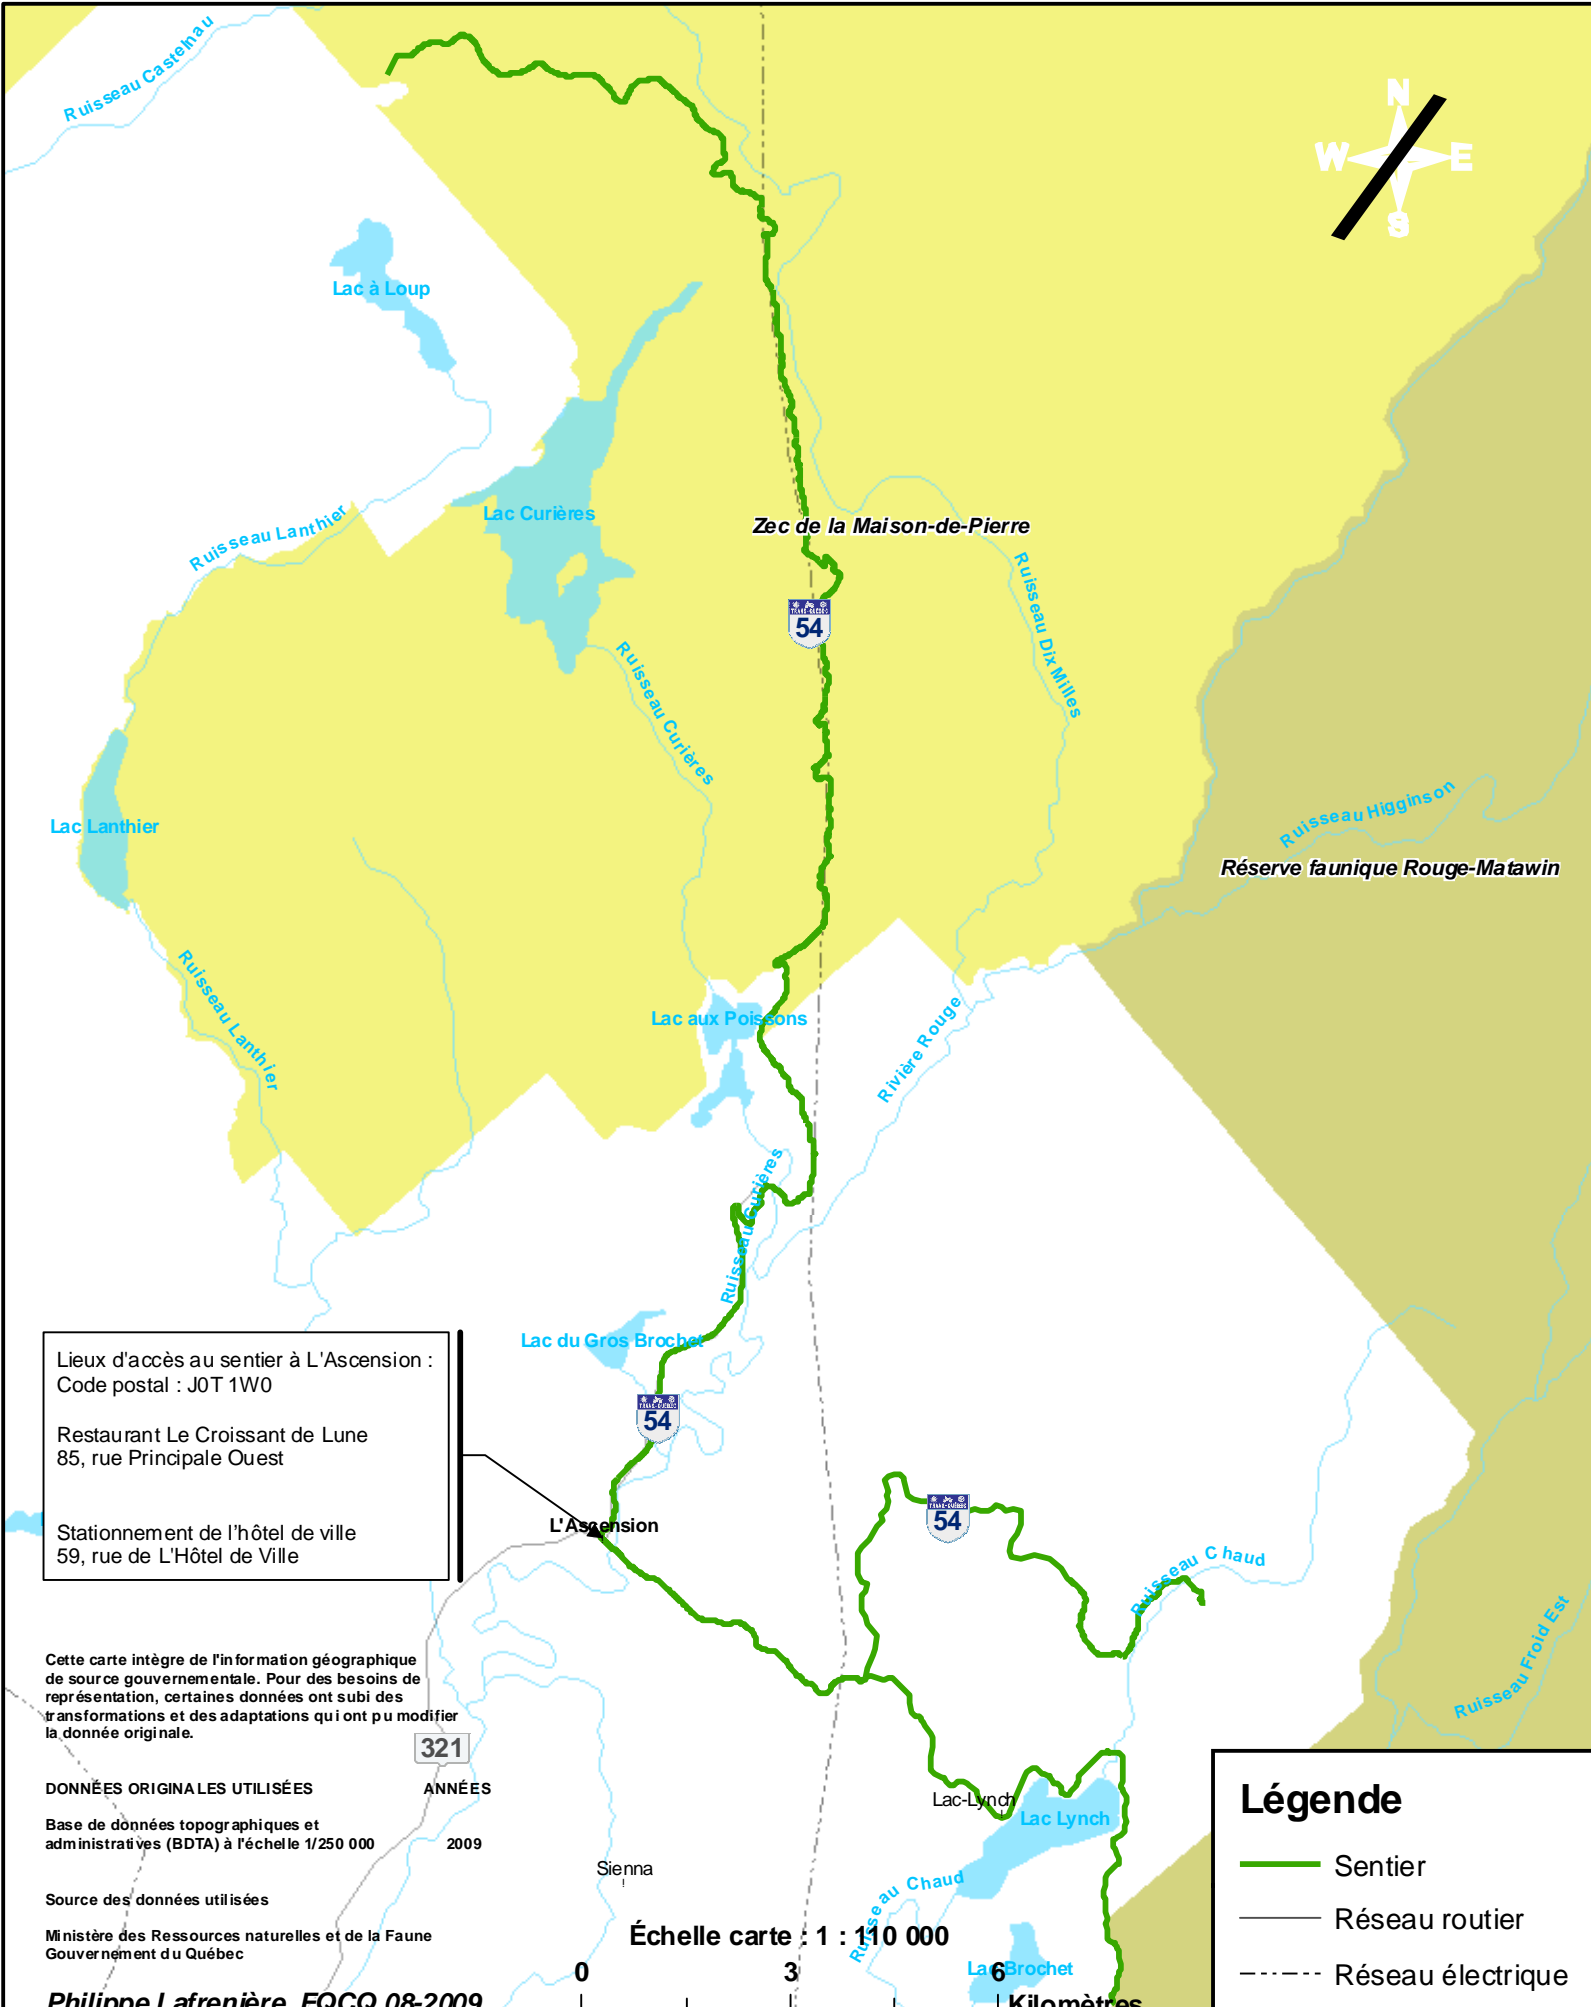 Ruisseau Castelnau
N
W E
S
Lac à Loup
Lac Curières
Ruisseau Lanthier
Zec de la Maison-de-Pierre
Ruisseau Dix Milles
TRANS-QUÉBEC
54
Ruisseau Curières
Lac Lanthier
Ruisseau Higginson
Réserve faunique Rouge-Matawin
Ruisseau Lanthier
Lac aux Poissons
Rivière Rouge
Ruisseau Curières
Lac du Gros Brochet
Lieux d'accès au sentier à L'Ascension :
Code postal : J0T 1W0
Restaurant Le Croissant de Lune
85, rue Principale Ouest
Stationnement de l'hôtel de ville
59, rue de L'Hôtel de Ville
TRANS-QUÉBEC
54
L'Ascension
TRANS-QUÉBEC
54
Ruisseau Chaud
Ruisseau Froid Est
Cette carte intègre de l'information géographique
de source gouvernementale. Pour des besoins de
représentation, certaines données ont subi des
transformations et des adaptations qui ont pu modifier
la donnée originale.
321
DONNÉES ORIGINALES UTILISÉES ANNÉES
Base de données topographiques et
administratives (BDTA) à l'échelle 1/250 000 2009
Source des données utilisées
Ministère des Ressources naturelles et de la Faune
Gouvernement du Québec
Philippe Lafrenière, FQCQ 08-2009
Lac-Lynch
Lac Lynch
Sienna
Ruisseau Chaud
Lac Brochet
Échelle carte : 1 : 110 000
0 3 6
Kilomètres
Légende
Sentier
Réseau routier
Réseau électrique